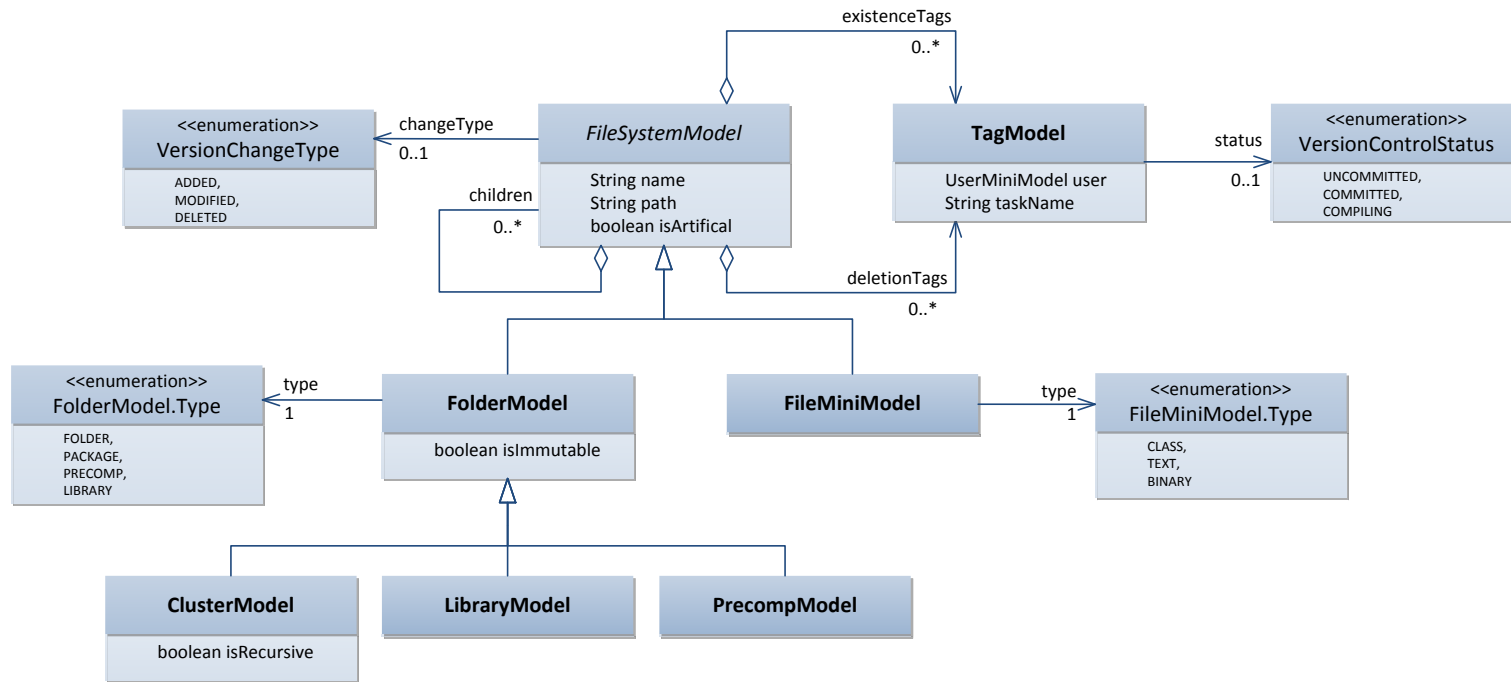 existenceTags
0..*
<<enumeration>>
VersionChangeType
ADDED,
MODIFIED,
DELETED
changeType
0..1
FileSystemModel
String name
String path
boolean isArtifical
children
0..*
TagModel
UserMiniModel user
String taskName
status
0..1
<<enumeration>>
VersionControlStatus
UNCOMMITTED,
COMMITTED,
COMPILING
deletionTags
0..*
<<enumeration>>
FolderModel.Type
FOLDER,
PACKAGE,
PRECOMP,
LIBRARY
type
1
FolderModel
boolean isImmutable
FileMiniModel
type
1
<<enumeration>>
FileMiniModel.Type
CLASS,
TEXT,
BINARY
ClusterModel
boolean isRecursive
LibraryModel
PrecompModel